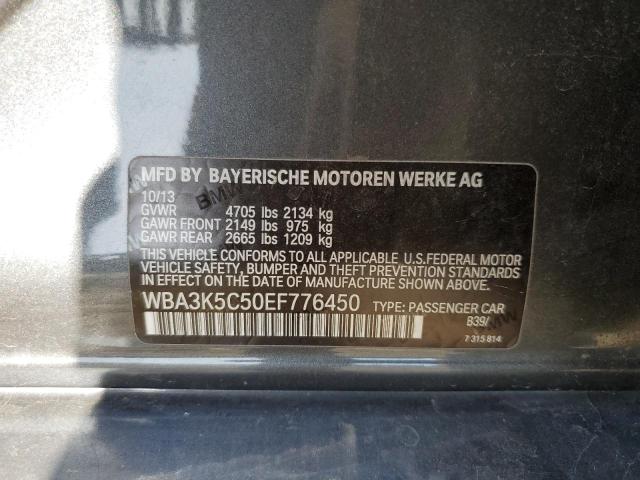 MFD BY BAYERISCHE MOTOREN WERKE AG
10/13
GVWR 4705 lbs 2134 kg
GAWR FRONT 2149 lbs 975 kg
GAWR REAR 2665 lbs 1209 kg
THIS VEHICLE CONFORMS TO ALL APPLICABLE U.S.FEDERAL MOTOR
VEHICLE SAFETY, BUMPER AND THEFT PREVENTION STANDARDS
IN EFFECT ON THE DATE OF MANUFACTURE SHOWN ABOVE.
WBA3K5C50EF776450 TYPE: PASSENGER CAR
B39/
7 315 814
BMW
BMW